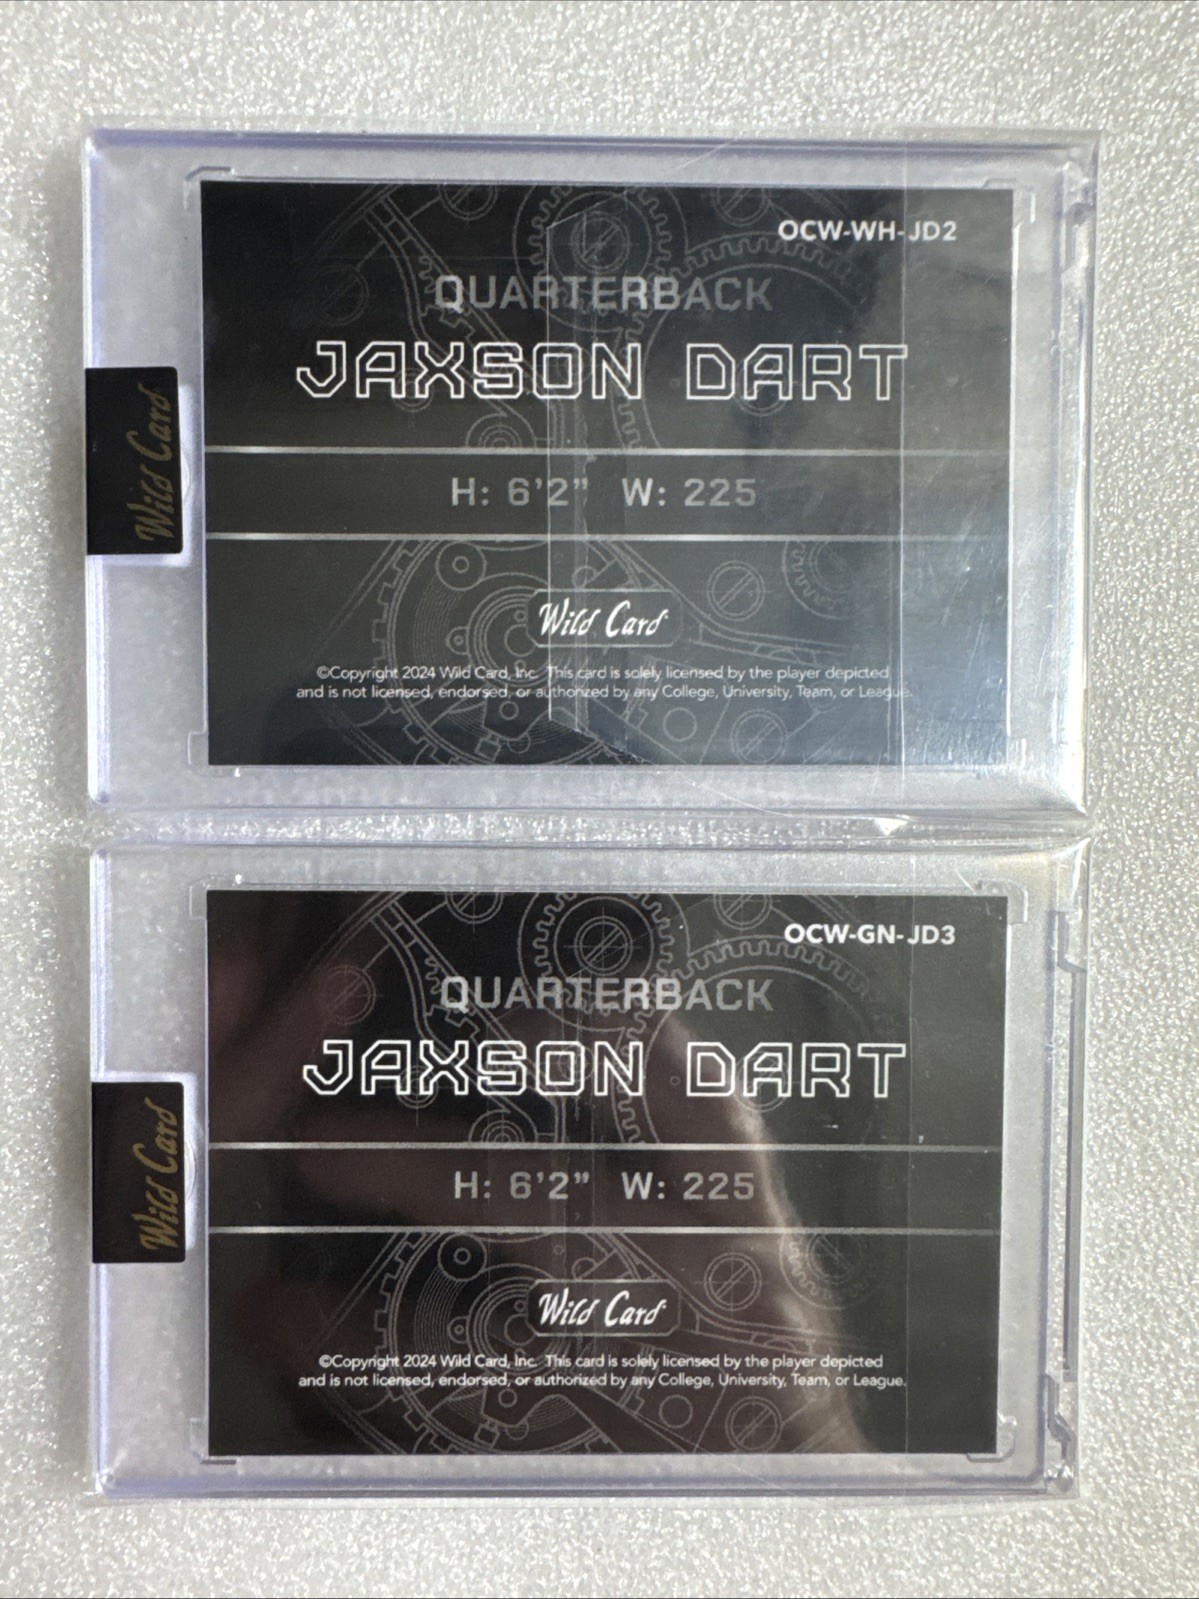 OCW-WH-JD2
QUARTERBACK
JAXSON DART
H: 6'2" W: 225
Wild Card
Wild Card
©Copyright 2024 Wild Card, Inc. This card is solely licensed by the player depicted
and is not licensed, endorsed, or authorized by any College, University, Team, or League.
OCW-GN-JD3
QUARTERBACK
JAXSON DART
H: 6'2" W: 225
Wild Card
Wild Card
©Copyright 2024 Wild Card, Inc. This card is solely licensed by the player depicted
and is not licensed, endorsed, or authorized by any College, University, Team, or League.